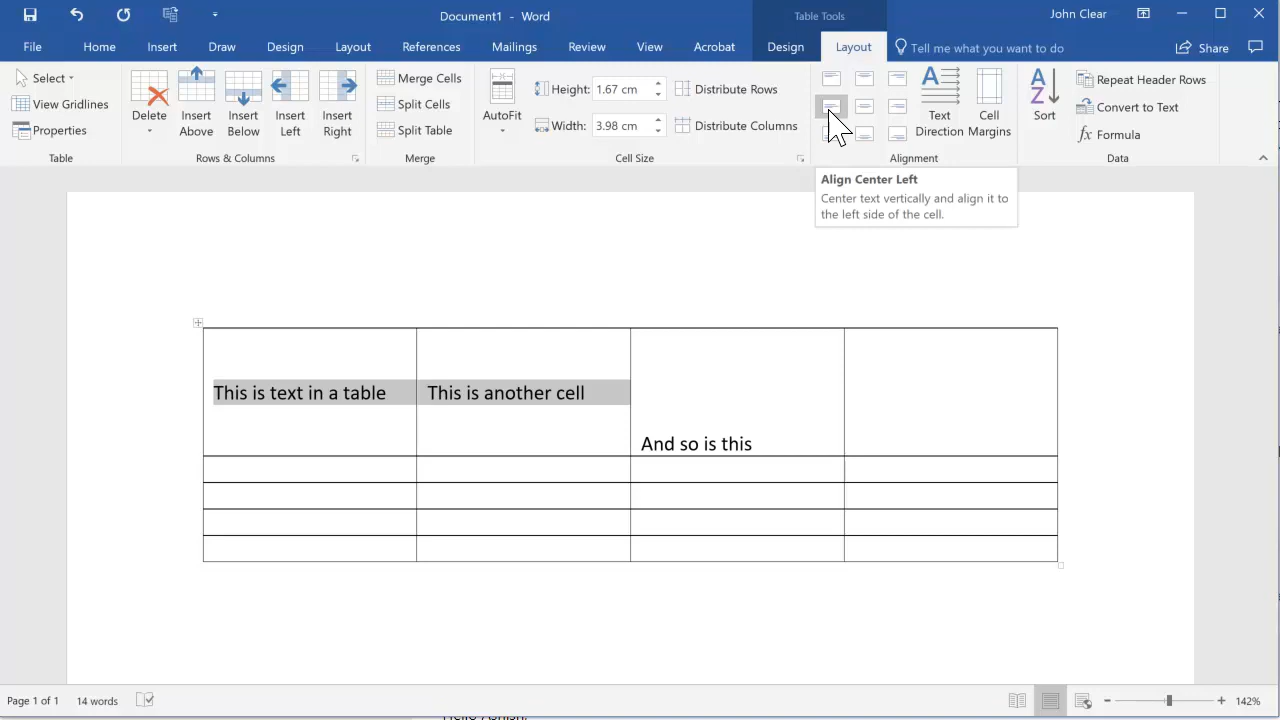 Document1 - Word
Table Tools
John Clear
File Home Insert Draw Design Layout References Mailings Review View Acrobat Design Layout Tell me what you want to do Share
Select
View Gridlines
Properties
Table
Delete
Insert Above
Insert Below
Insert Left
Insert Right
Rows & Columns
Merge Cells
Split Cells
Split Table
Merge
AutoFit
Height: 1.67 cm
Width: 3.98 cm
Distribute Rows
Distribute Columns
Cell Size
Text Direction
Cell Margins
Alignment
A Z Sort
Repeat Header Rows
Convert to Text
fx Formula
Data
Align Center Left
Center text vertically and align it to
the left side of the cell.
This is text in a table
This is another cell
And so is this
Page 1 of 1 14 words 142%